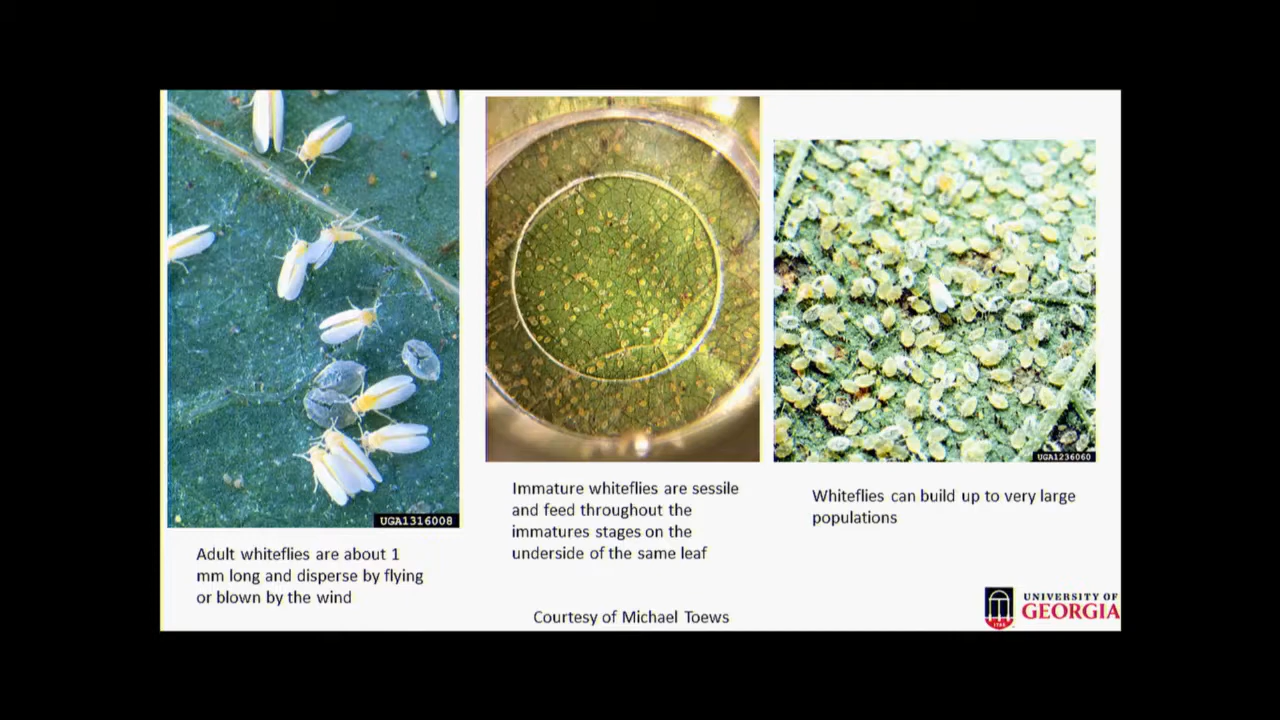 UGA1316008
Adult whiteflies are about 1
mm long and disperse by flying
or blown by the wind
Immature whiteflies are sessile
and feed throughout the
immatures stages on the
underside of the same leaf
UGA1236060
Whiteflies can build up to very large
populations
Courtesy of Michael Toews
UNIVERSITY OF
GEORGIA
1785